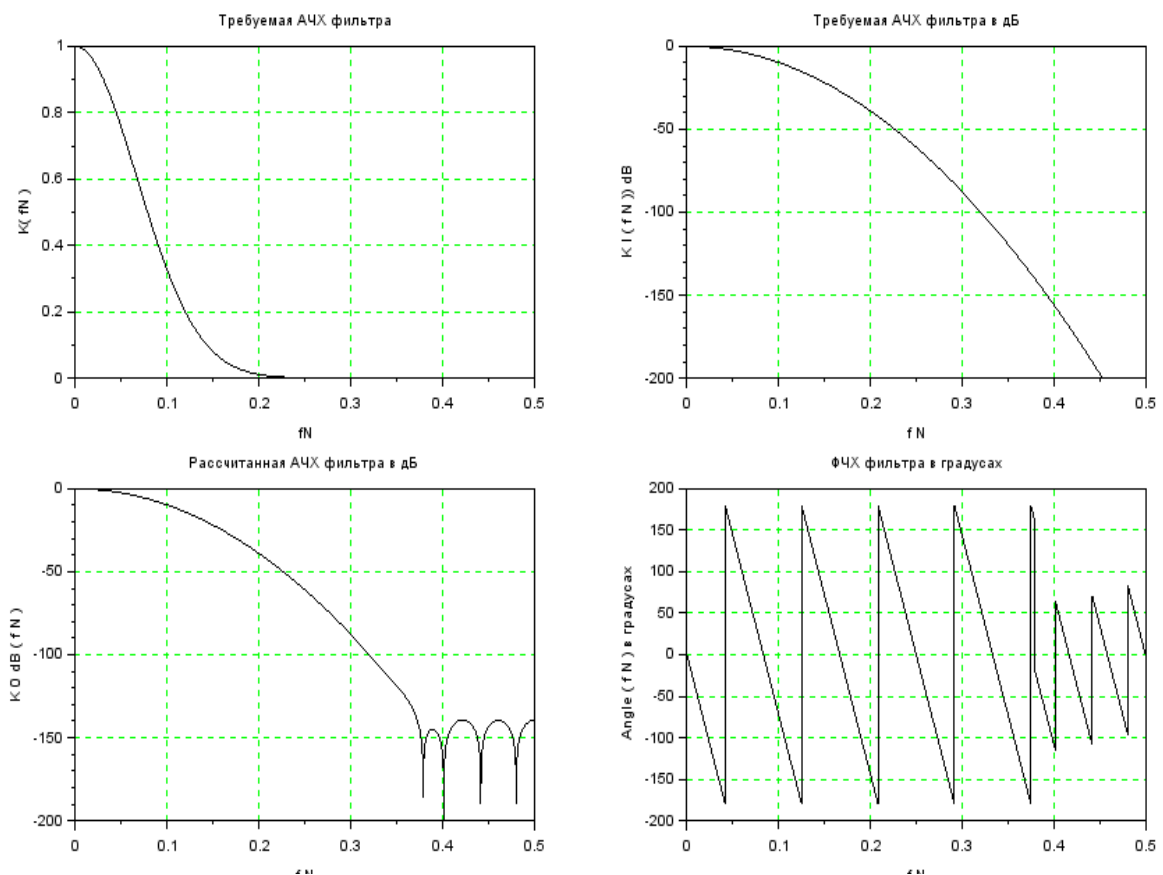 Требуемая АЧХ фильтра
K( fN )
1
0.8
0.6
0.4
0.2
0
0 0.1 0.2 0.3 0.4 0.5
fN
Требуемая АЧХ фильтра в дБ
K I ( f N )) dB
0
-50
-100
-150
-200
0 0.1 0.2 0.3 0.4 0.5
f N
Рассчитанная АЧХ фильтра в дБ
K 0 dB ( f N )
0
-50
-100
-150
-200
0 0.1 0.2 0.3 0.4 0.5
fN
ФЧХ фильтра в градусах
Angle ( f N ) в градусах
200
150
100
50
0
-50
-100
-150
-200
0 0.1 0.2 0.3 0.4 0.5
f N